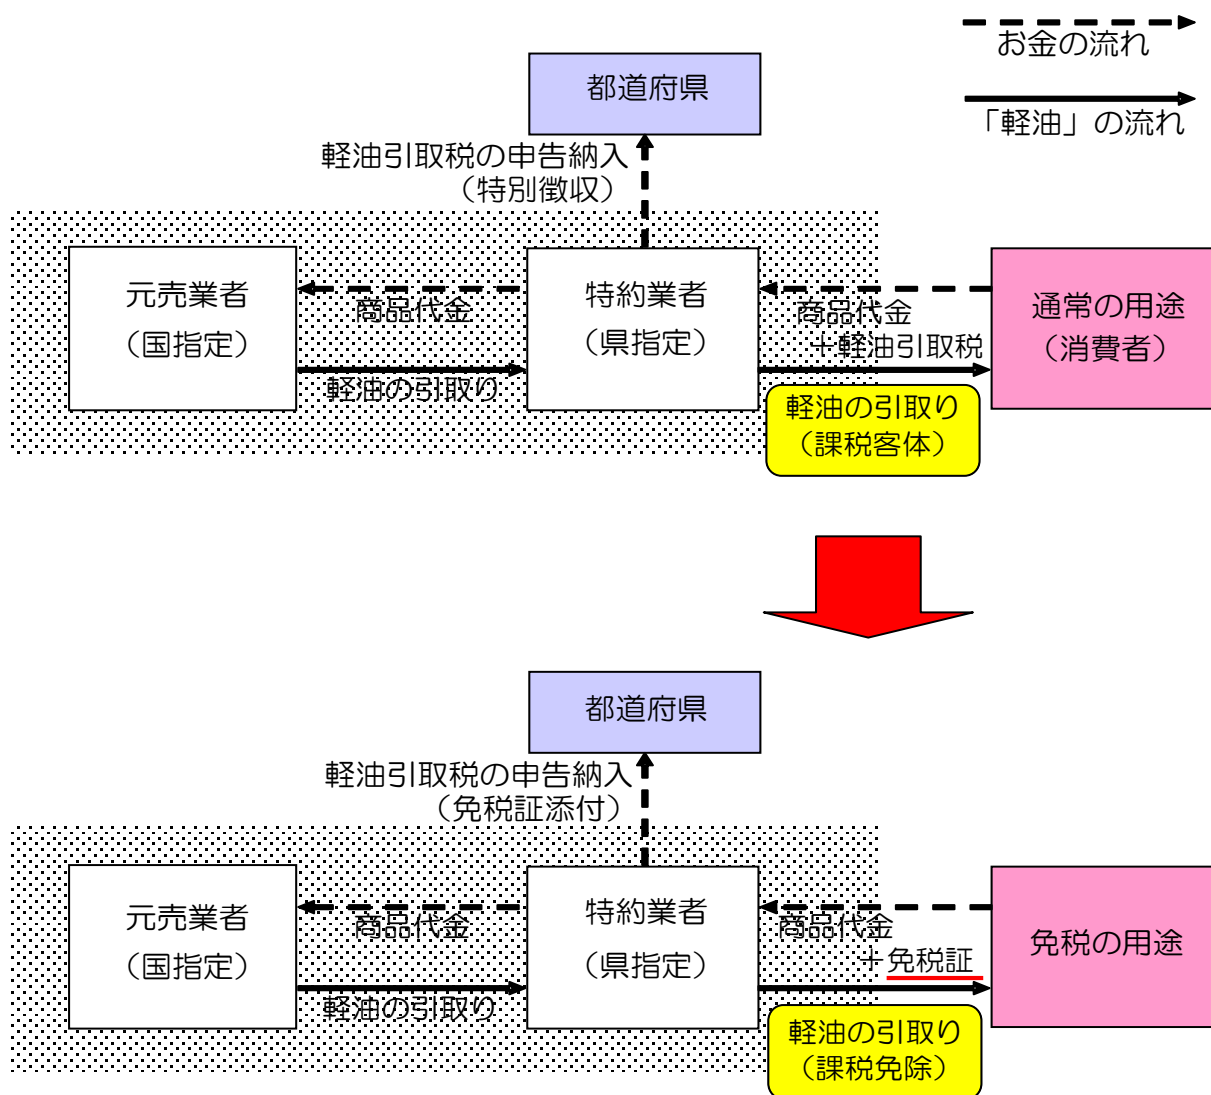 お金の流れ
「軽油」の流れ
都道府県
軽油引取税の申告納入
（特別徴収）
元売業者
（国指定）
商品代金
軽油の引取り
特約業者
（県指定）
商品代金
＋軽油引取税
軽油の引取り
（課税客体）
通常の用途
（消費者）
都道府県
軽油引取税の申告納入
（免税証添付）
元売業者
（国指定）
商品代金
軽油の引取り
特約業者
（県指定）
商品代金
＋免税証
軽油の引取り
（課税免除）
免税の用途